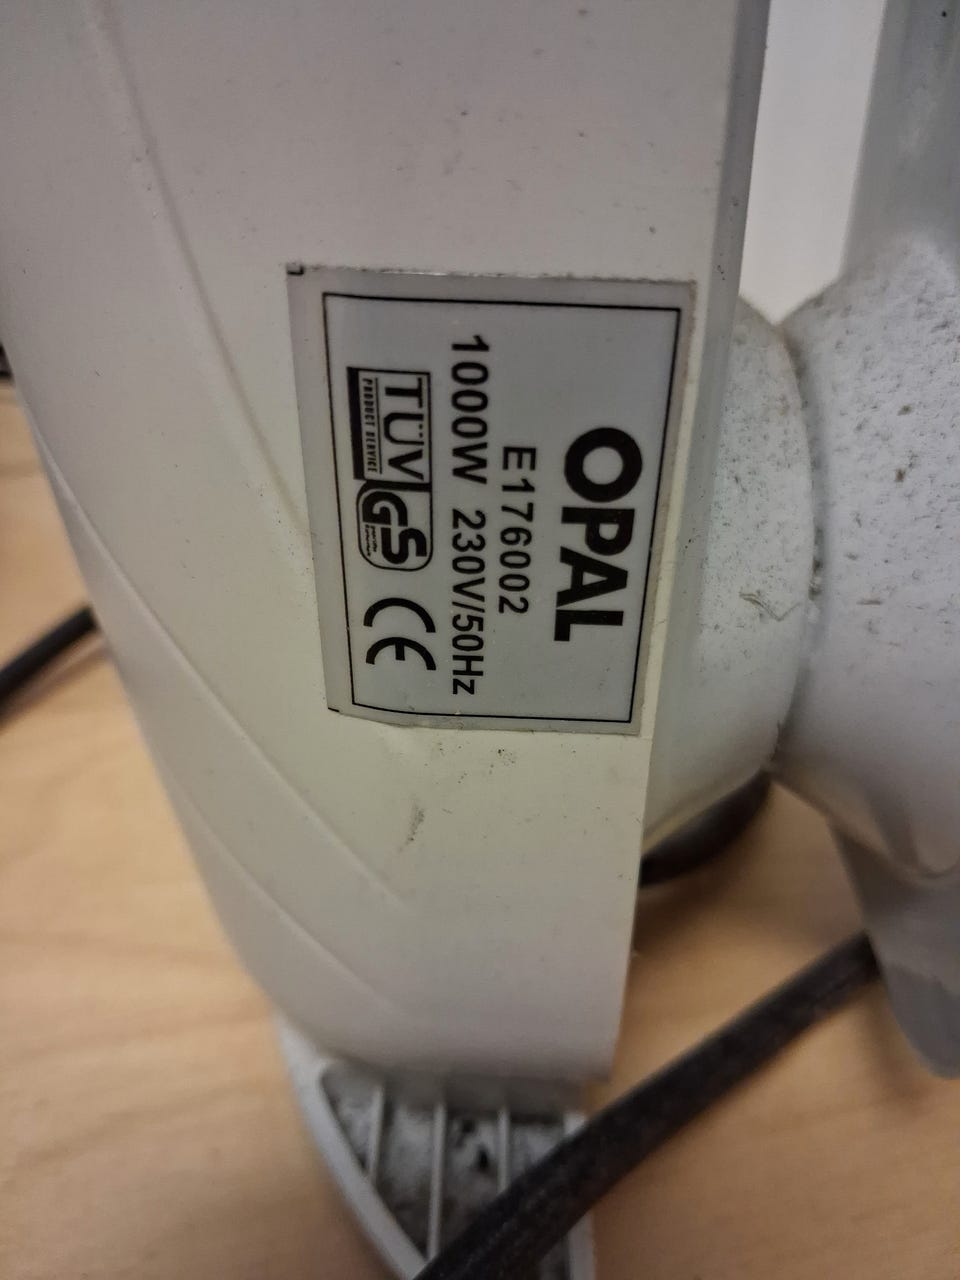 OPAL
E176002
1000W 230V/50Hz
TÜV GS CE
PRODUCT SERVICE